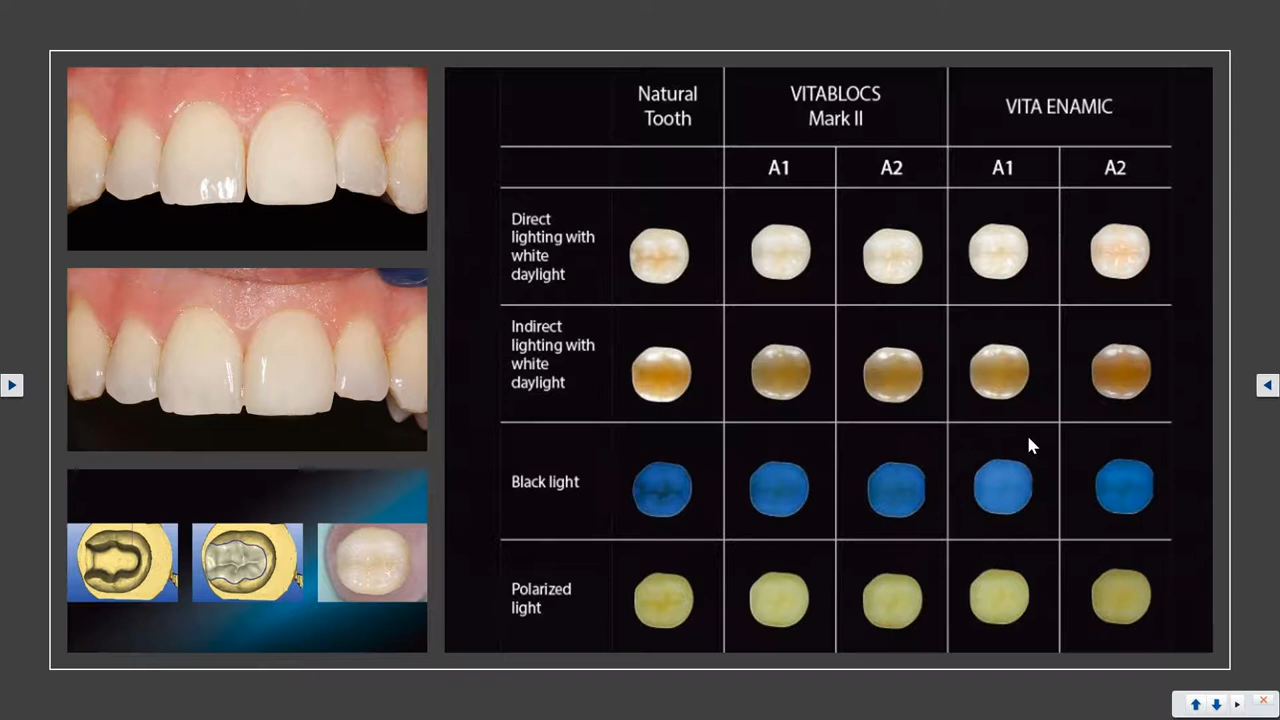 Natural
Tooth
VITABLOCS
Mark II
VITA ENAMIC
A1
A2
A1
A2
Direct
lighting with
white
daylight
Indirect
lighting with
white
daylight
Black light
Polarized
light